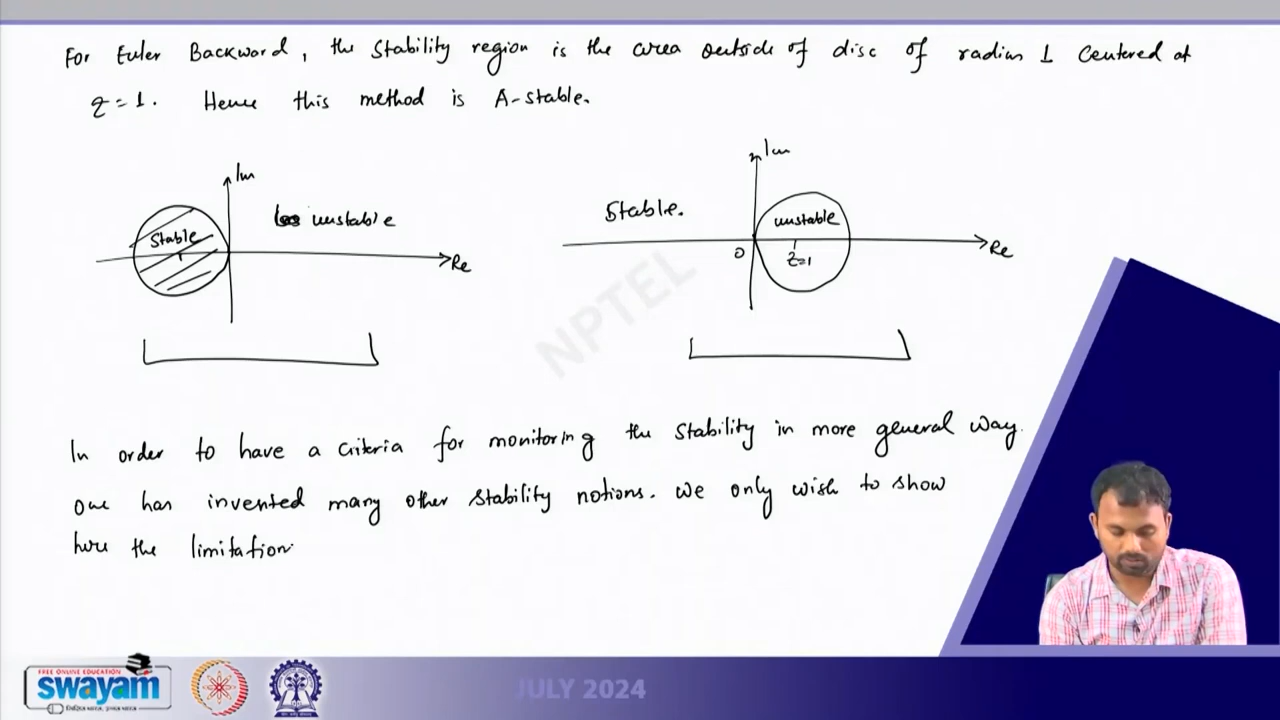 For Euler Backward, the stability region is the area outside of disc of radius 1 centered at
z = 1. Hence this method is A-stable.
Im
unstable
Stable
Re
Im
Stable.
unstable
0
z=1
Re
NPTEL
In order to have a criteria for monitoring the stability in more general way.
one has invented many other stability notions. We only wish to show
here the limitation
FREE ONLINE EDUCATION
swayam
JULY 2024